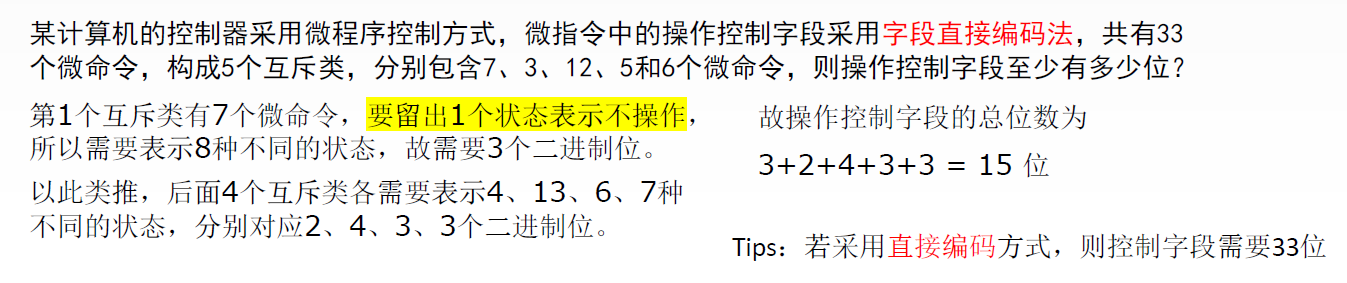 某计算机的控制器采用微程序控制方式，微指令中的操作控制字段采用字段直接编码法，共有33
个微命令，构成5个互斥类，分别包含7、3、12、5和6个微命令，则操作控制字段至少有多少位？
第1个互斥类有7个微命令，要留出1个状态表示不操作，
所以需要表示8种不同的状态，故需要3个二进制位。
以此类推，后面4个互斥类各需要表示4、13、6、7种
不同的状态，分别对应2、4、3、3个二进制位。
故操作控制字段的总位数为
3+2+4+3+3 = 15 位
Tips：若采用直接编码方式，则控制字段需要33位